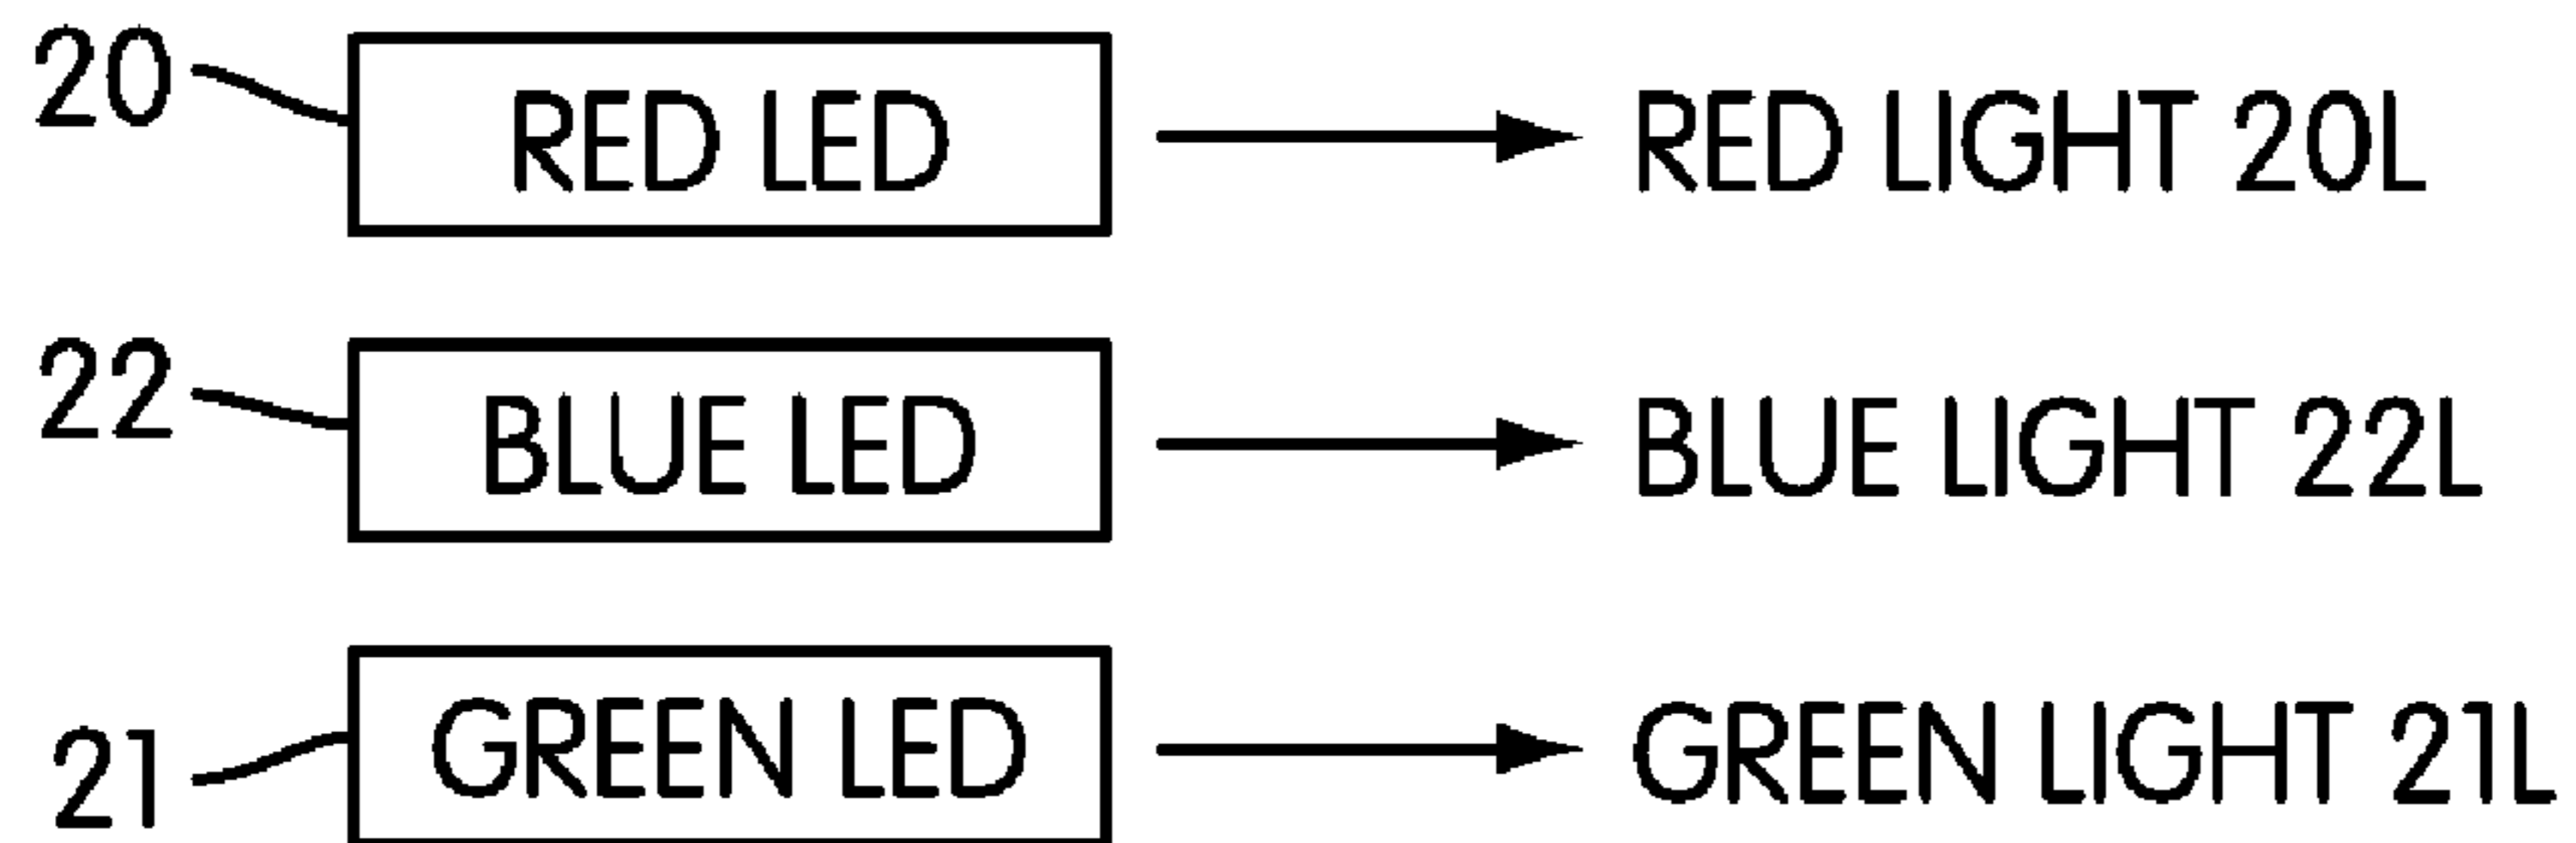 20 RED LED RED LIGHT 20L
22 BLUE LED BLUE LIGHT 22L
21 GREEN LED GREEN LIGHT 21L